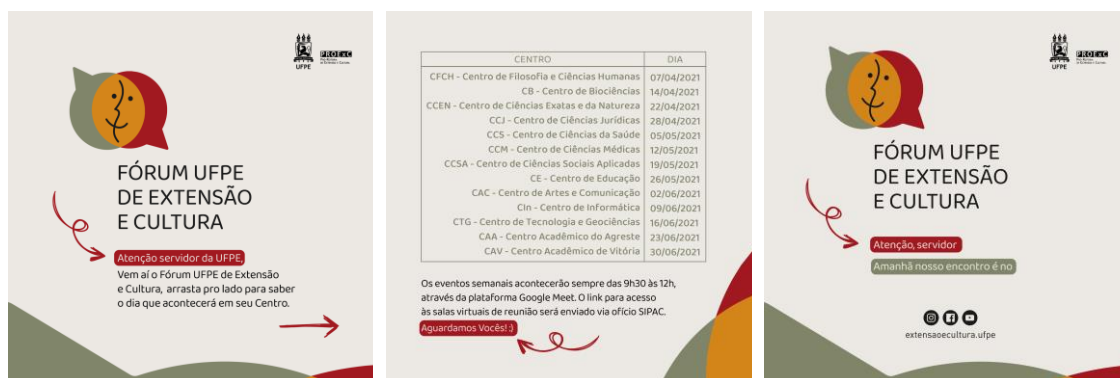 UFPE
PROExC
FÓRUM UFPE
DE EXTENSÃO
E CULTURA
Atenção servidor da UFPE,
Vem aí o Fórum UFPE de Extensão
e Cultura, arrasta pro lado para saber
o dia que acontecerá em seu Centro.
CENTRO DIA
CFCH - Centro de Filosofia e Ciências Humanas 07/04/2021
CB - Centro de Biociências 14/04/2021
CCEN - Centro de Ciências Exatas e da Natureza 22/04/2021
CCJ - Centro de Ciências Jurídicas 28/04/2021
CCS - Centro de Ciências da Saúde 05/05/2021
CCM - Centro de Ciências Médicas 12/05/2021
CCSA - Centro de Ciências Sociais Aplicadas 19/05/2021
CE - Centro de Educação 26/05/2021
CAC - Centro de Artes e Comunicação 02/06/2021
CIn - Centro de Informática 09/06/2021
CTG - Centro de Tecnologia e Geociências 16/06/2021
CAA - Centro Acadêmico do Agreste 23/06/2021
CAV - Centro Acadêmico de Vitória 30/06/2021
Os eventos semanais acontecerão sempre das 9h30 às 12h,
através da plataforma Google Meet. O link para acesso
às salas virtuais de reunião será enviado via ofício SIPAC.
Aguardamos Vocês! :)
UFPE
PROExC
FÓRUM UFPE
DE EXTENSÃO
E CULTURA
Atenção, servidor
Amanhã nosso encontro é no
extensaoecultura.ufpe